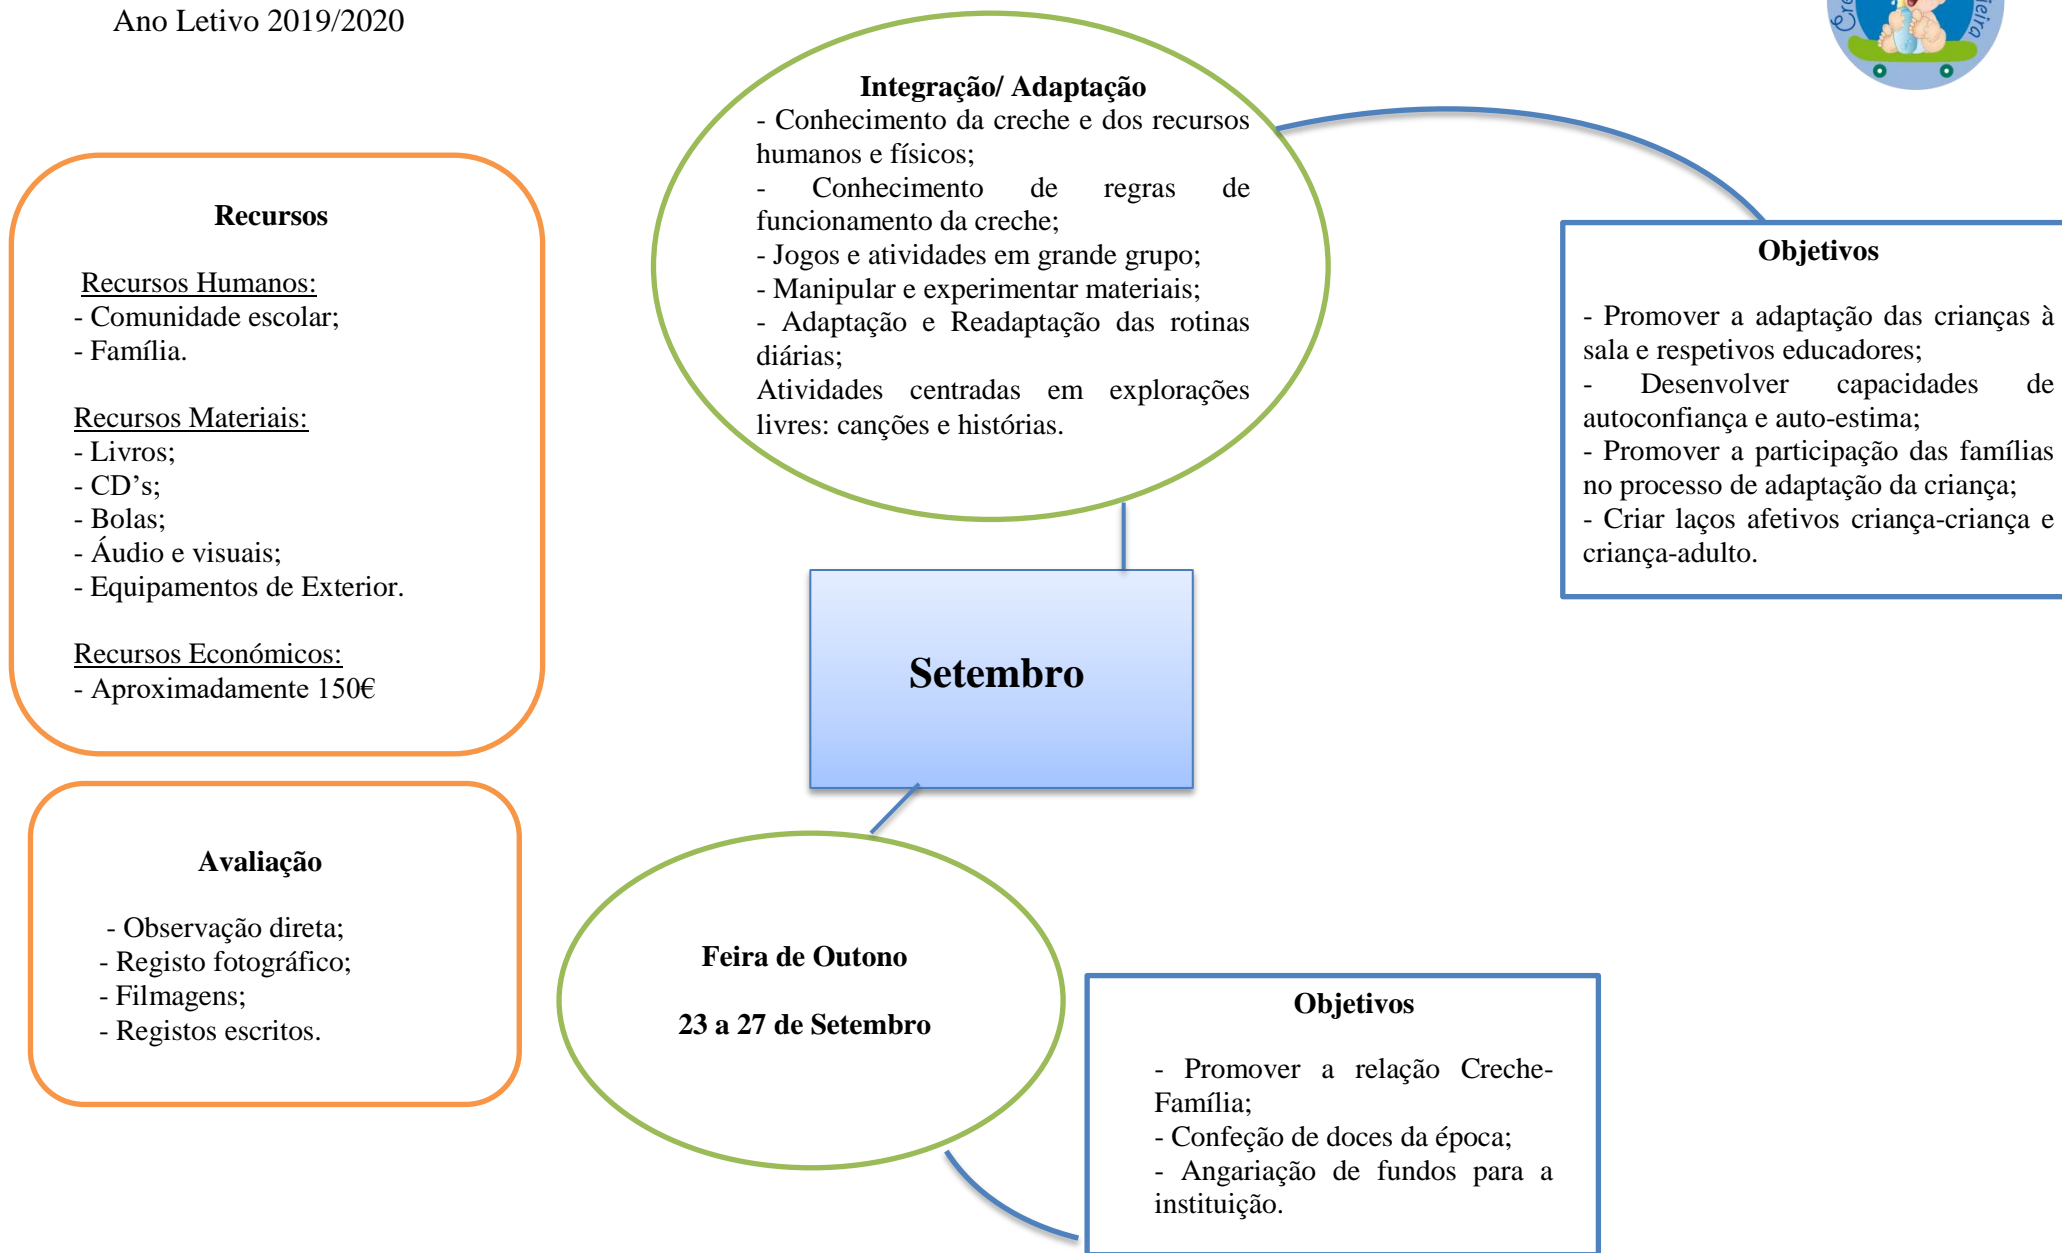 Ano Letivo 2019/2020
Integração/ Adaptação
- Conhecimento da creche e dos recursos
humanos e físicos;
- Conhecimento de regras de
funcionamento da creche;
- Jogos e atividades em grande grupo;
- Manipular e experimentar materiais;
- Adaptação e Readaptação das rotinas
diárias;
Atividades centradas em explorações
livres: canções e histórias.
Recursos
Recursos Humanos:
- Comunidade escolar;
- Família.
Recursos Materiais:
- Livros;
- CD’s;
- Bolas;
- Áudio e visuais;
- Equipamentos de Exterior.
Recursos Económicos:
- Aproximadamente 150€
Objetivos
- Promover a adaptação das crianças à
sala e respetivos educadores;
- Desenvolver capacidades de
autoconfiança e auto-estima;
- Promover a participação das famílias
no processo de adaptação da criança;
- Criar laços afetivos criança-criança e
criança-adulto.
Setembro
Avaliação
- Observação direta;
- Registo fotográfico;
- Filmagens;
- Registos escritos.
Feira de Outono
23 a 27 de Setembro
Objetivos
- Promover a relação Creche-
Família;
- Confeção de doces da época;
- Angariação de fundos para a
instituição.